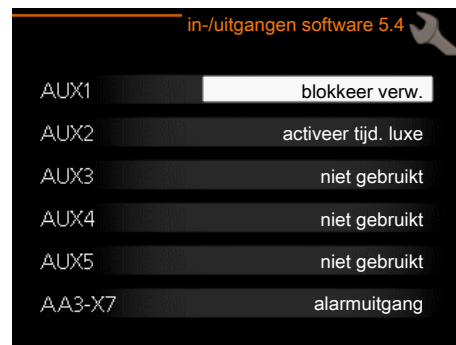 in-/uitgangen software 5.4
AUX1 blokkeer verw.
AUX2 activeer tijd. luxe
AUX3 niet gebruikt
AUX4 niet gebruikt
AUX5 niet gebruikt
AA3-X7 alarmuitgang